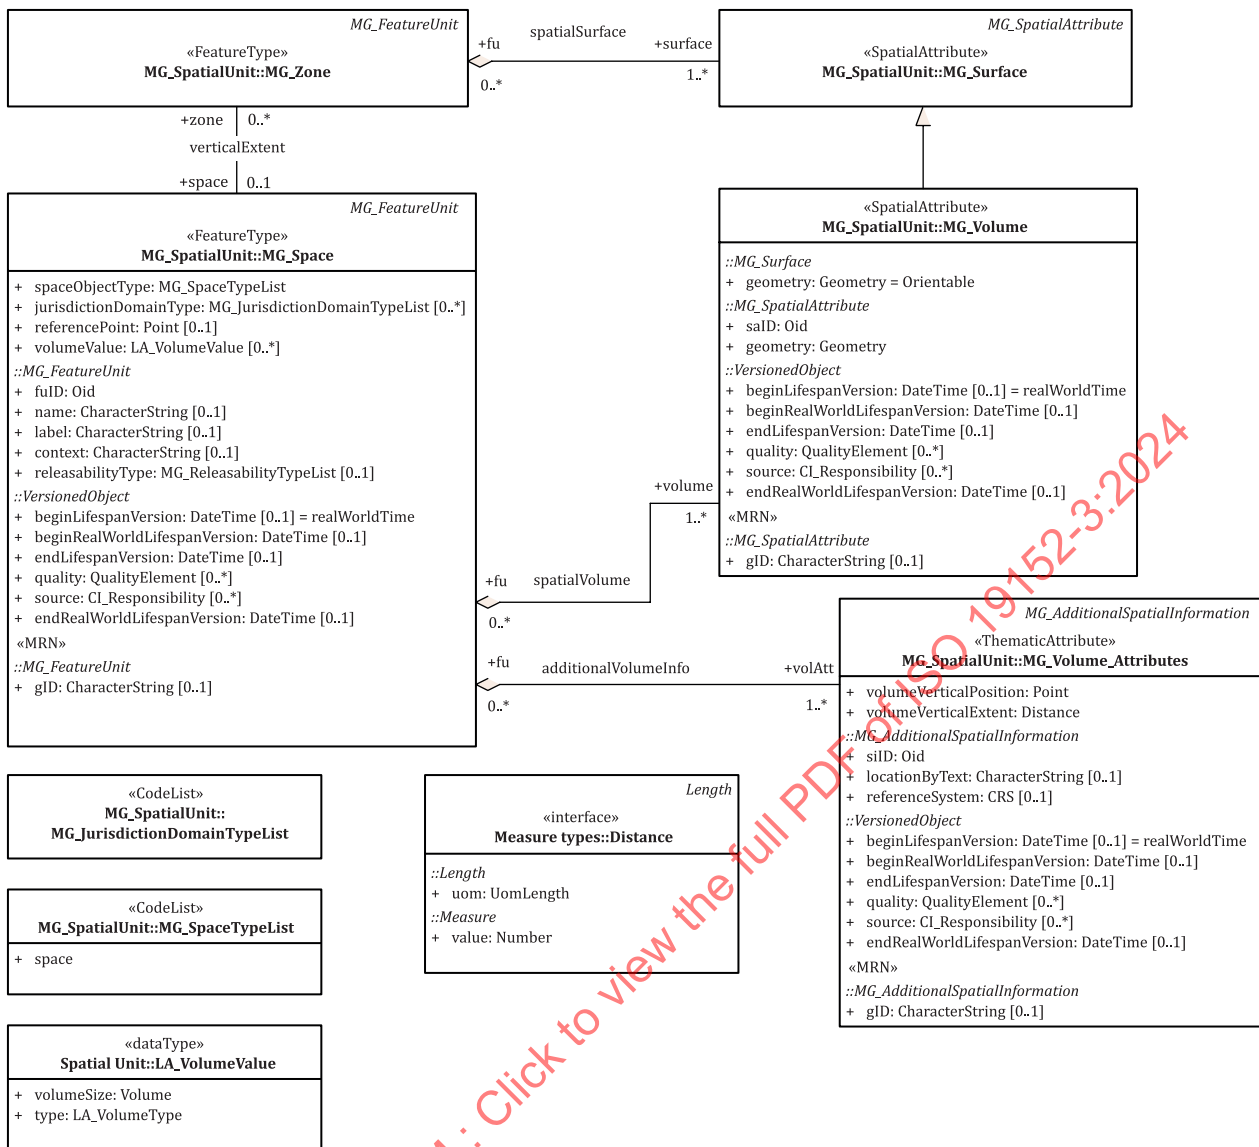 MG_FeatureUnit
«FeatureType»
MG_SpatialUnit::MG_Zone
+fu
0..*
spatialSurface
+surface
1..*
MG_SpatialAttribute
«SpatialAttribute»
MG_SpatialUnit::MG_Surface
+zone 0..*
verticalExtent
+space 0..1
MG_FeatureUnit
«FeatureType»
MG_SpatialUnit::MG_Space
+ spaceObjectType: MG_SpaceTypeList
+ jurisdictionDomainType: MG_JurisdictionDomainTypeList [0..*]
+ referencePoint: Point [0..1]
+ volumeValue: LA_VolumeValue [0..*]
::MG_FeatureUnit
+ fuID: Oid
+ name: CharacterString [0..1]
+ label: CharacterString [0..1]
+ context: CharacterString [0..1]
+ releasabilityType: MG_ReleasabilityTypeList [0..1]
::VersionedObject
+ beginLifespanVersion: DateTime [0..1] = realWorldTime
+ beginRealWorldLifespanVersion: DateTime [0..1]
+ endLifespanVersion: DateTime [0..1]
+ quality: QualityElement [0..*]
+ source: CI_Responsibility [0..*]
+ endRealWorldLifespanVersion: DateTime [0..1]
«MRN»
::MG_FeatureUnit
+ gID: CharacterString [0..1]
«SpatialAttribute»
MG_SpatialUnit::MG_Volume
::MG_Surface
+ geometry: Geometry = Orientable
::MG_SpatialAttribute
+ saID: Oid
+ geometry: Geometry
::VersionedObject
+ beginLifespanVersion: DateTime [0..1] = realWorldTime
+ beginRealWorldLifespanVersion: DateTime [0..1]
+ endLifespanVersion: DateTime [0..1]
+ quality: QualityElement [0..*]
+ source: CI_Responsibility [0..*]
+ endRealWorldLifespanVersion: DateTime [0..1]
«MRN»
::MG_SpatialAttribute
+ gID: CharacterString [0..1]
+volume
1..*
+fu
0..*
spatialVolume
+fu
0..*
additionalVolumeInfo
+volAtt
1..*
MG_AdditionalSpatialInformation
«ThematicAttribute»
MG_SpatialUnit::MG_Volume_Attributes
+ volumeVerticalPosition: Point
+ volumeVerticalExtent: Distance
::MG_AdditionalSpatialInformation
+ siID: Oid
+ locationByText: CharacterString [0..1]
+ referenceSystem: CRS [0..1]
::VersionedObject
+ beginLifespanVersion: DateTime [0..1] = realWorldTime
+ beginRealWorldLifespanVersion: DateTime [0..1]
+ endLifespanVersion: DateTime [0..1]
+ quality: QualityElement [0..*]
+ source: CI_Responsibility [0..*]
+ endRealWorldLifespanVersion: DateTime [0..1]
«MRN»
::MG_AdditionalSpatialInformation
+ gID: CharacterString [0..1]
«CodeList»
MG_SpatialUnit::
MG_JurisdictionDomainTypeList
«CodeList»
MG_SpatialUnit::MG_SpaceTypeList
+ space
«dataType»
Spatial Unit::LA_VolumeValue
+ volumeSize: Volume
+ type: LA_VolumeType
Length
«interface»
Measure types::Distance
::Length
+ uom: UomLength
::Measure
+ value: Number
: Click to view the full PDF of ISO 19152-3:2024